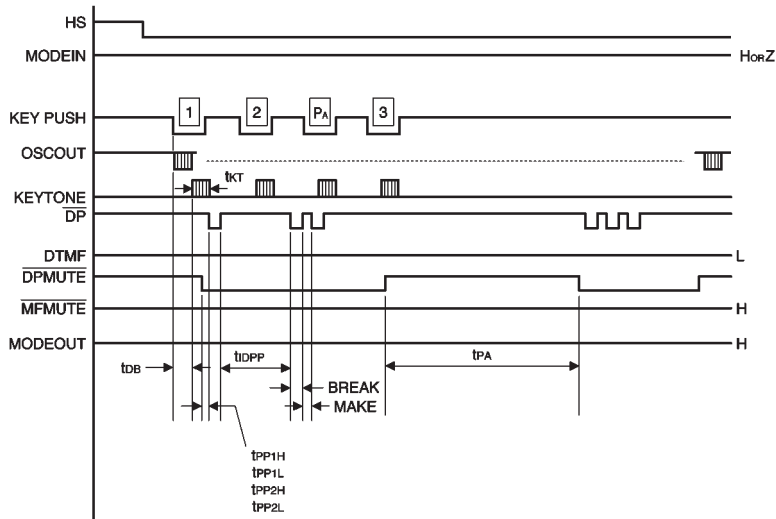 HS
MODEIN
HORZ
KEY PUSH 1 2 PA 3
OSCOUT
tKT
KEYTONE
DP
DTMF
L
DPMUTE
MFMUTE
H
MODEOUT
H
tDB
tIDPP
tPA
BREAK
MAKE
tPP1H
tPP1L
tPP2H
tPP2L